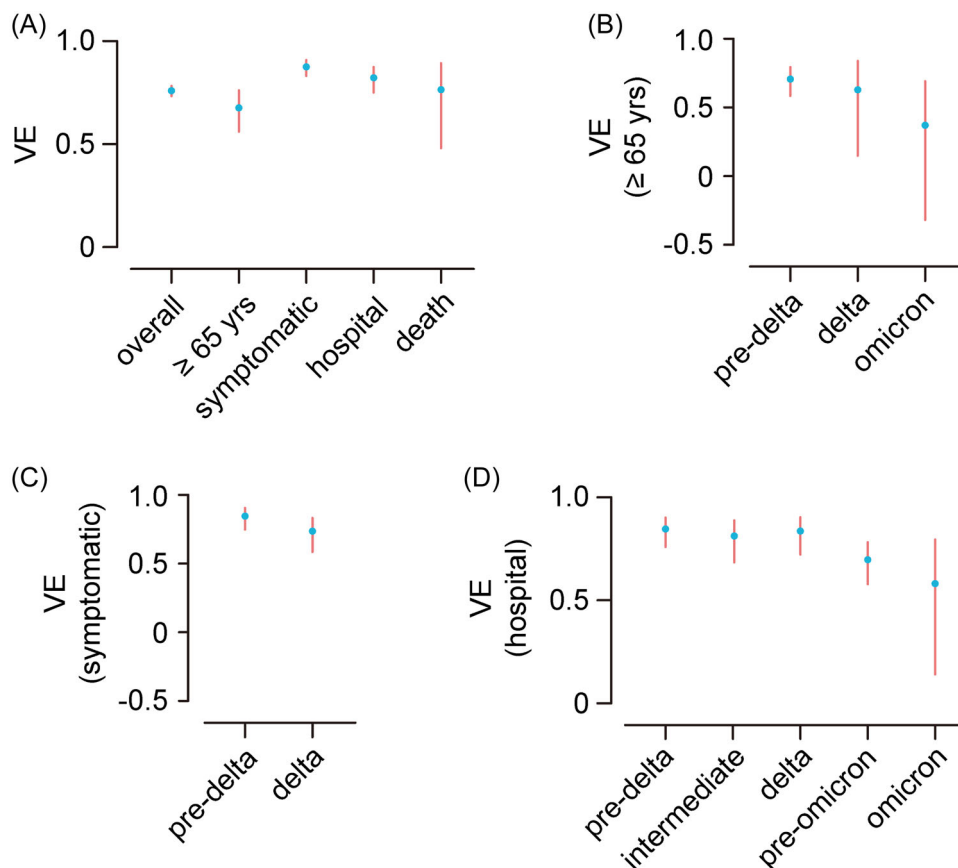 (A)
1.0
0.5
0
VE
overall
≥ 65 yrs
symptomatic
hospital
death
(B)
1.0
0.5
0
-0.5
VE
(≥ 65 yrs)
pre-delta
delta
omicron
(C)
1.0
0.5
0
-0.5
VE
(symptomatic)
pre-delta
delta
(D)
1.0
0.5
0
VE
(hospital)
pre-delta
intermediate
delta
pre-omicron
omicron